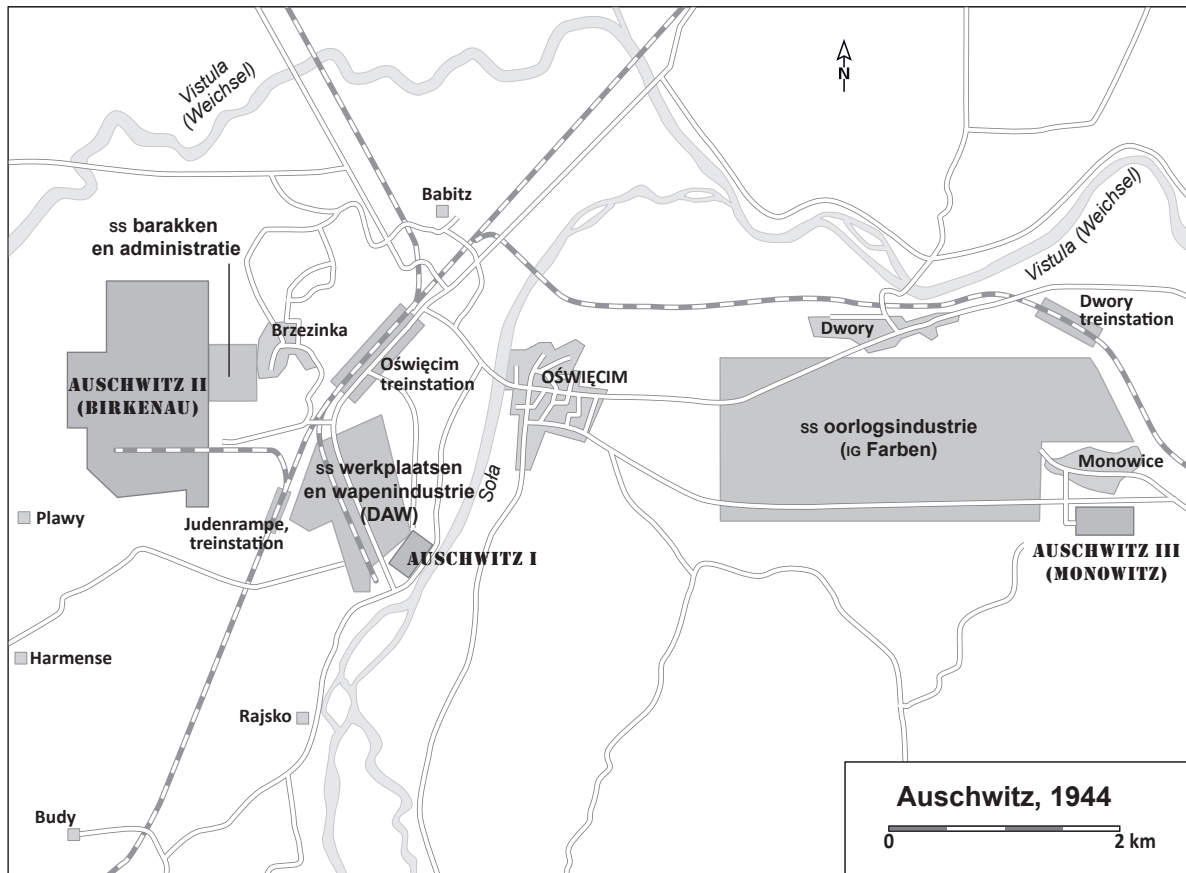 Vistula
(Weichsel)
N
Babitz
Vistula (Weichsel)
SS barakken
en administratie
Brzezinka
Dwory
Dwory
treinstation
Oświęcim
treinstation
OŚWIĘCIM
AUSCHWITZ II
(BIRKENAU)
SS oorlogsindustrie
(IG Farben)
Monowice
SS werkplaatsen
en wapenindustrie
(DAW)
Soła
Plawy
Judenrampe,
treinstation
AUSCHWITZ I
AUSCHWITZ III
(MONOWITZ)
Harmense
Rajsko
Budy
Auschwitz, 1944
0 2 km